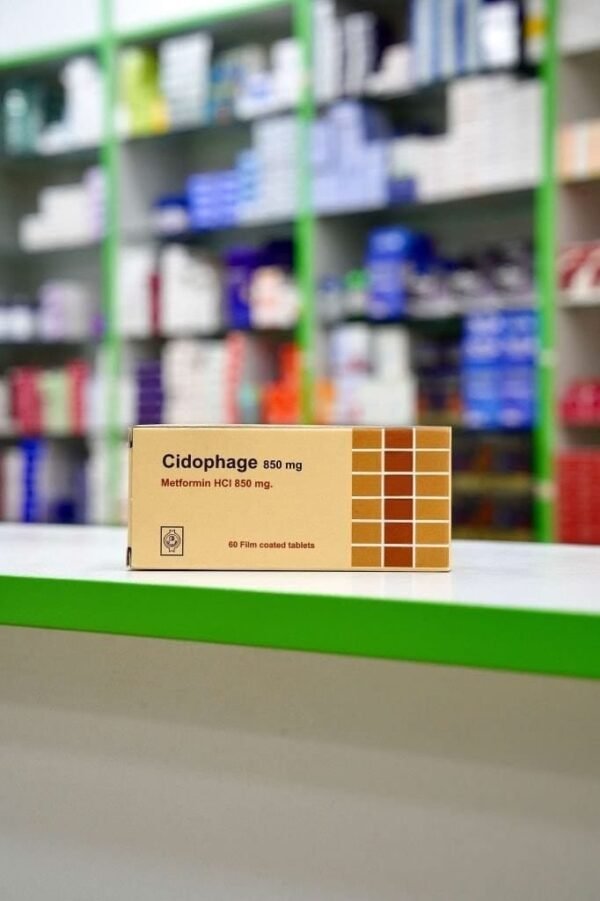 Cidophage 850 mg
Metformin HCl 850 mg.
60 Film coated tablets